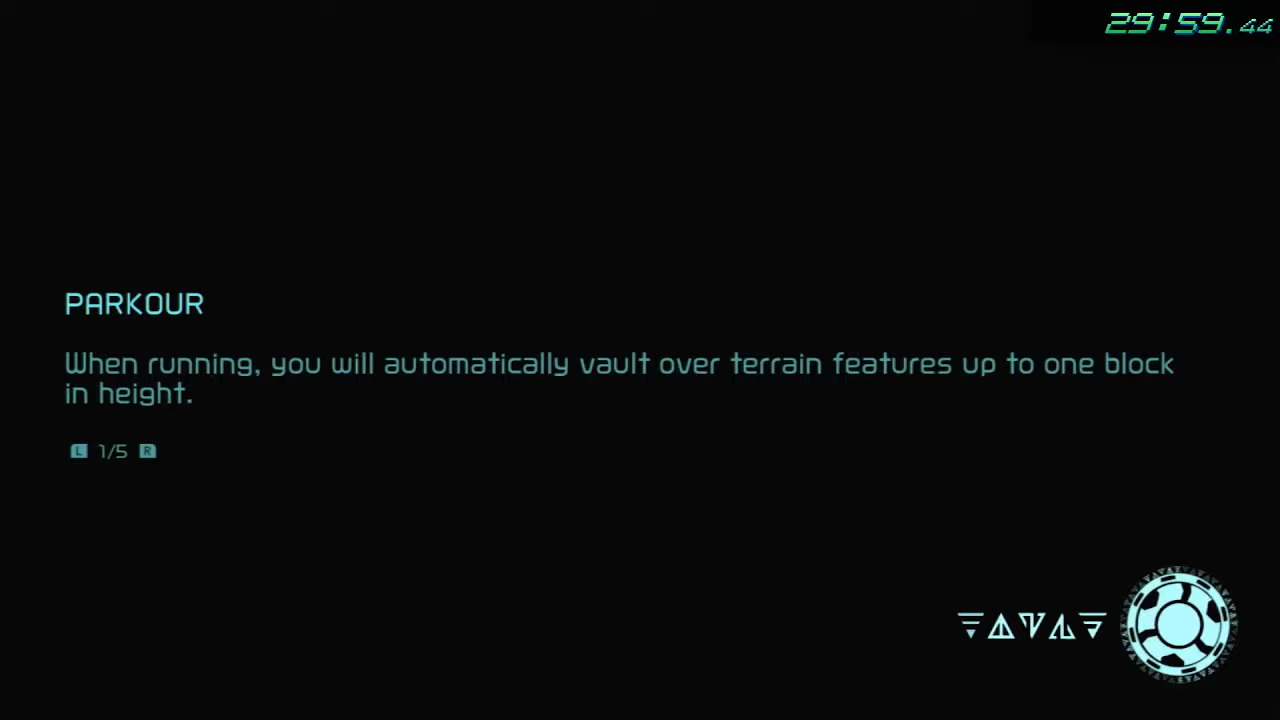 29:59.44
PARKOUR
When running, you will automatically vault over terrain features up to one block
in height.
L 1/5 R